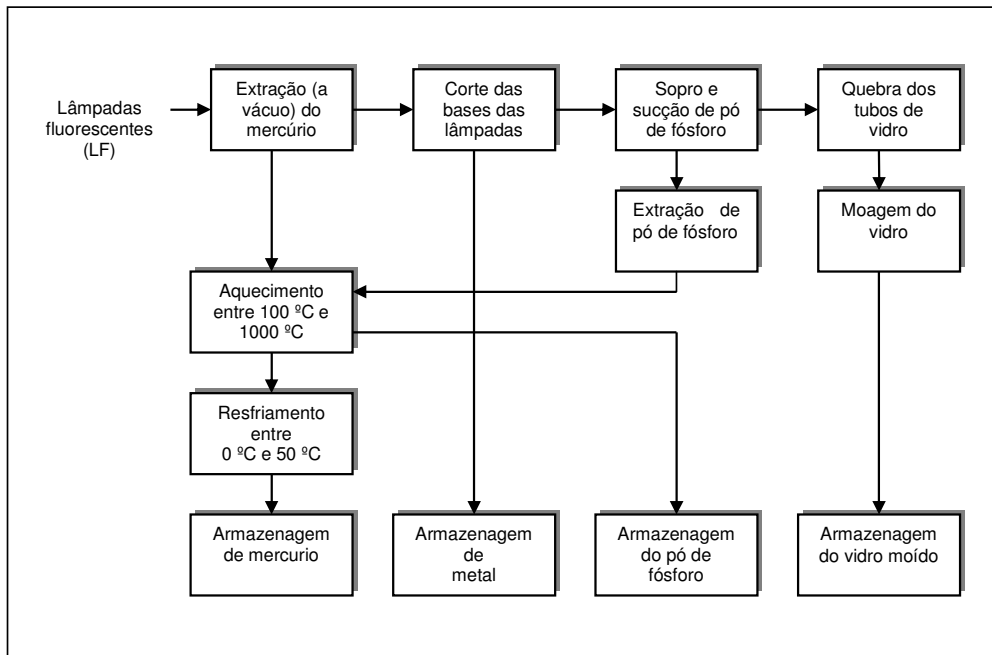 Lâmpadas
fluorescentes
(LF)
Extração (a
vácuo) do
mercúrio
Corte das
bases das
lâmpadas
Sopro e
sucção de pó
de fósforo
Quebra dos
tubos de
vidro
Extração de
pó de fósforo
Moagem do
vidro
Aquecimento
entre 100 ºC e
1000 ºC
Resfriamento
entre
0 ºC e 50 ºC
Armazenagem
de mercurio
Armazenagem
de
metal
Armazenagem
do pó de
fósforo
Armazenagem
do vidro moído